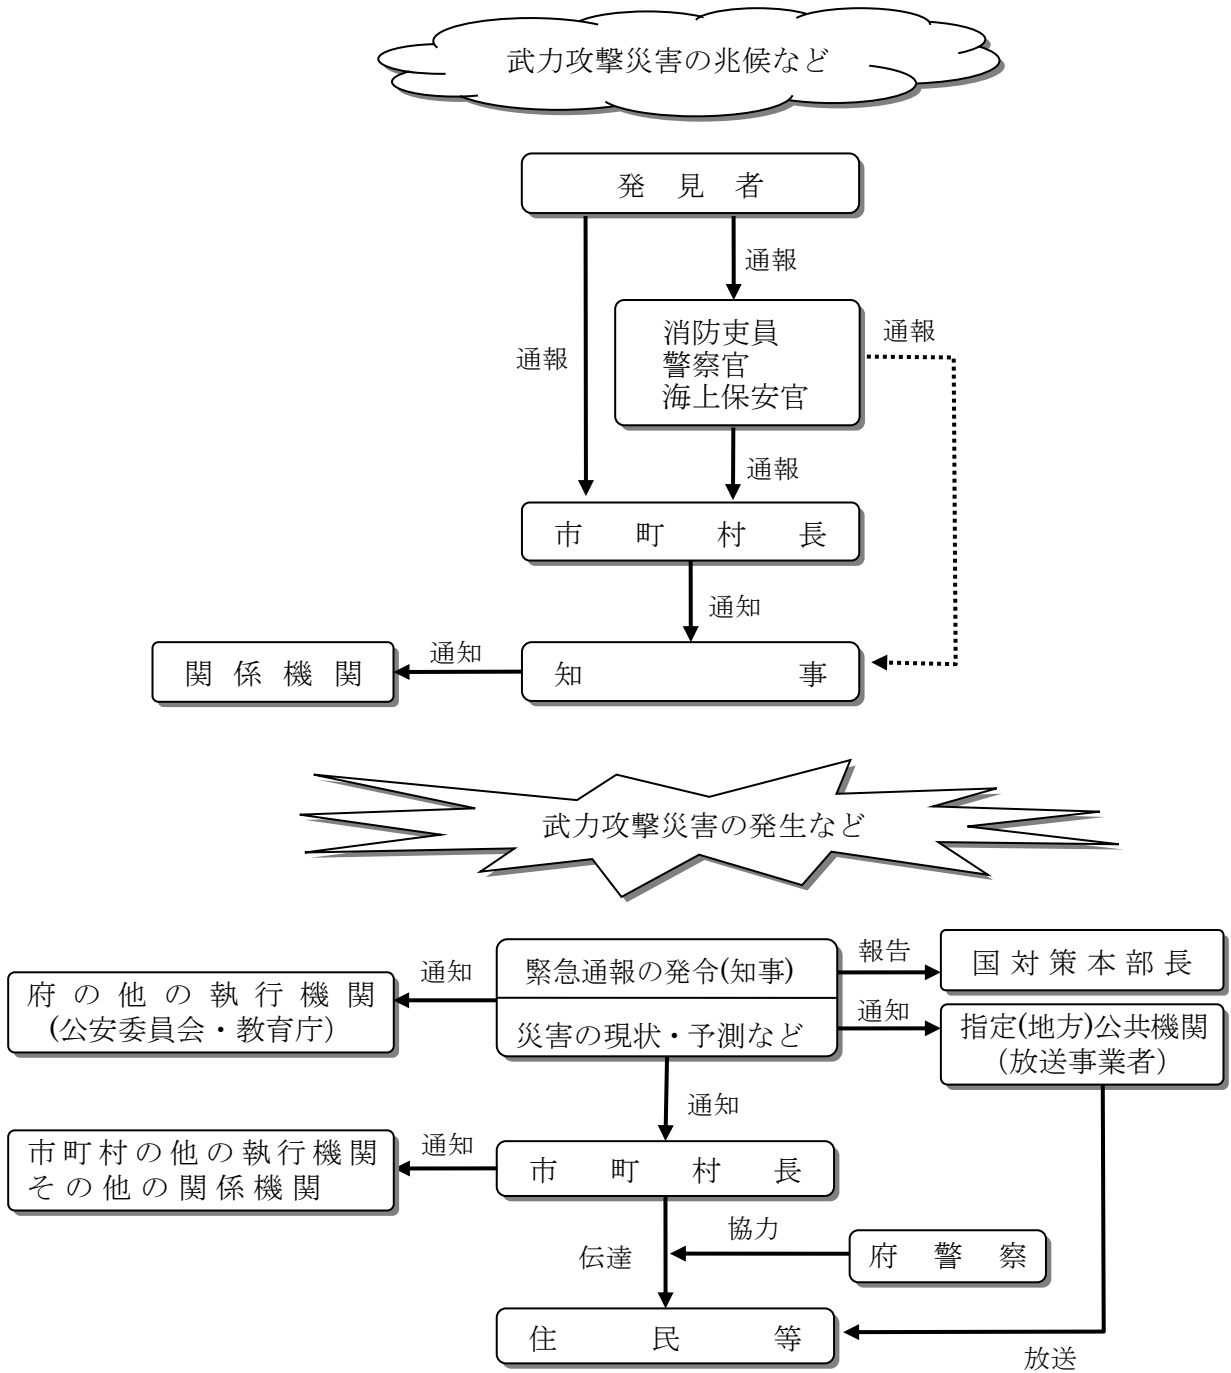 武力攻撃災害の兆候など
発見者
通報
消防吏員
警察官
海上保安官
通報
通報
通報
市町村長
通知
関係機関
通知
知事
武力攻撃災害の発生など
緊急通報の発令(知事)
災害の現状・予測など
報告
国対策本部長
通知
府の他の執行機関
(公安委員会・教育庁)
通知
指定(地方)公共機関
(放送事業者)
通知
市町村の他の執行機関
その他の関係機関
通知
市町村長
協力
伝達
府警察
住民等
放送